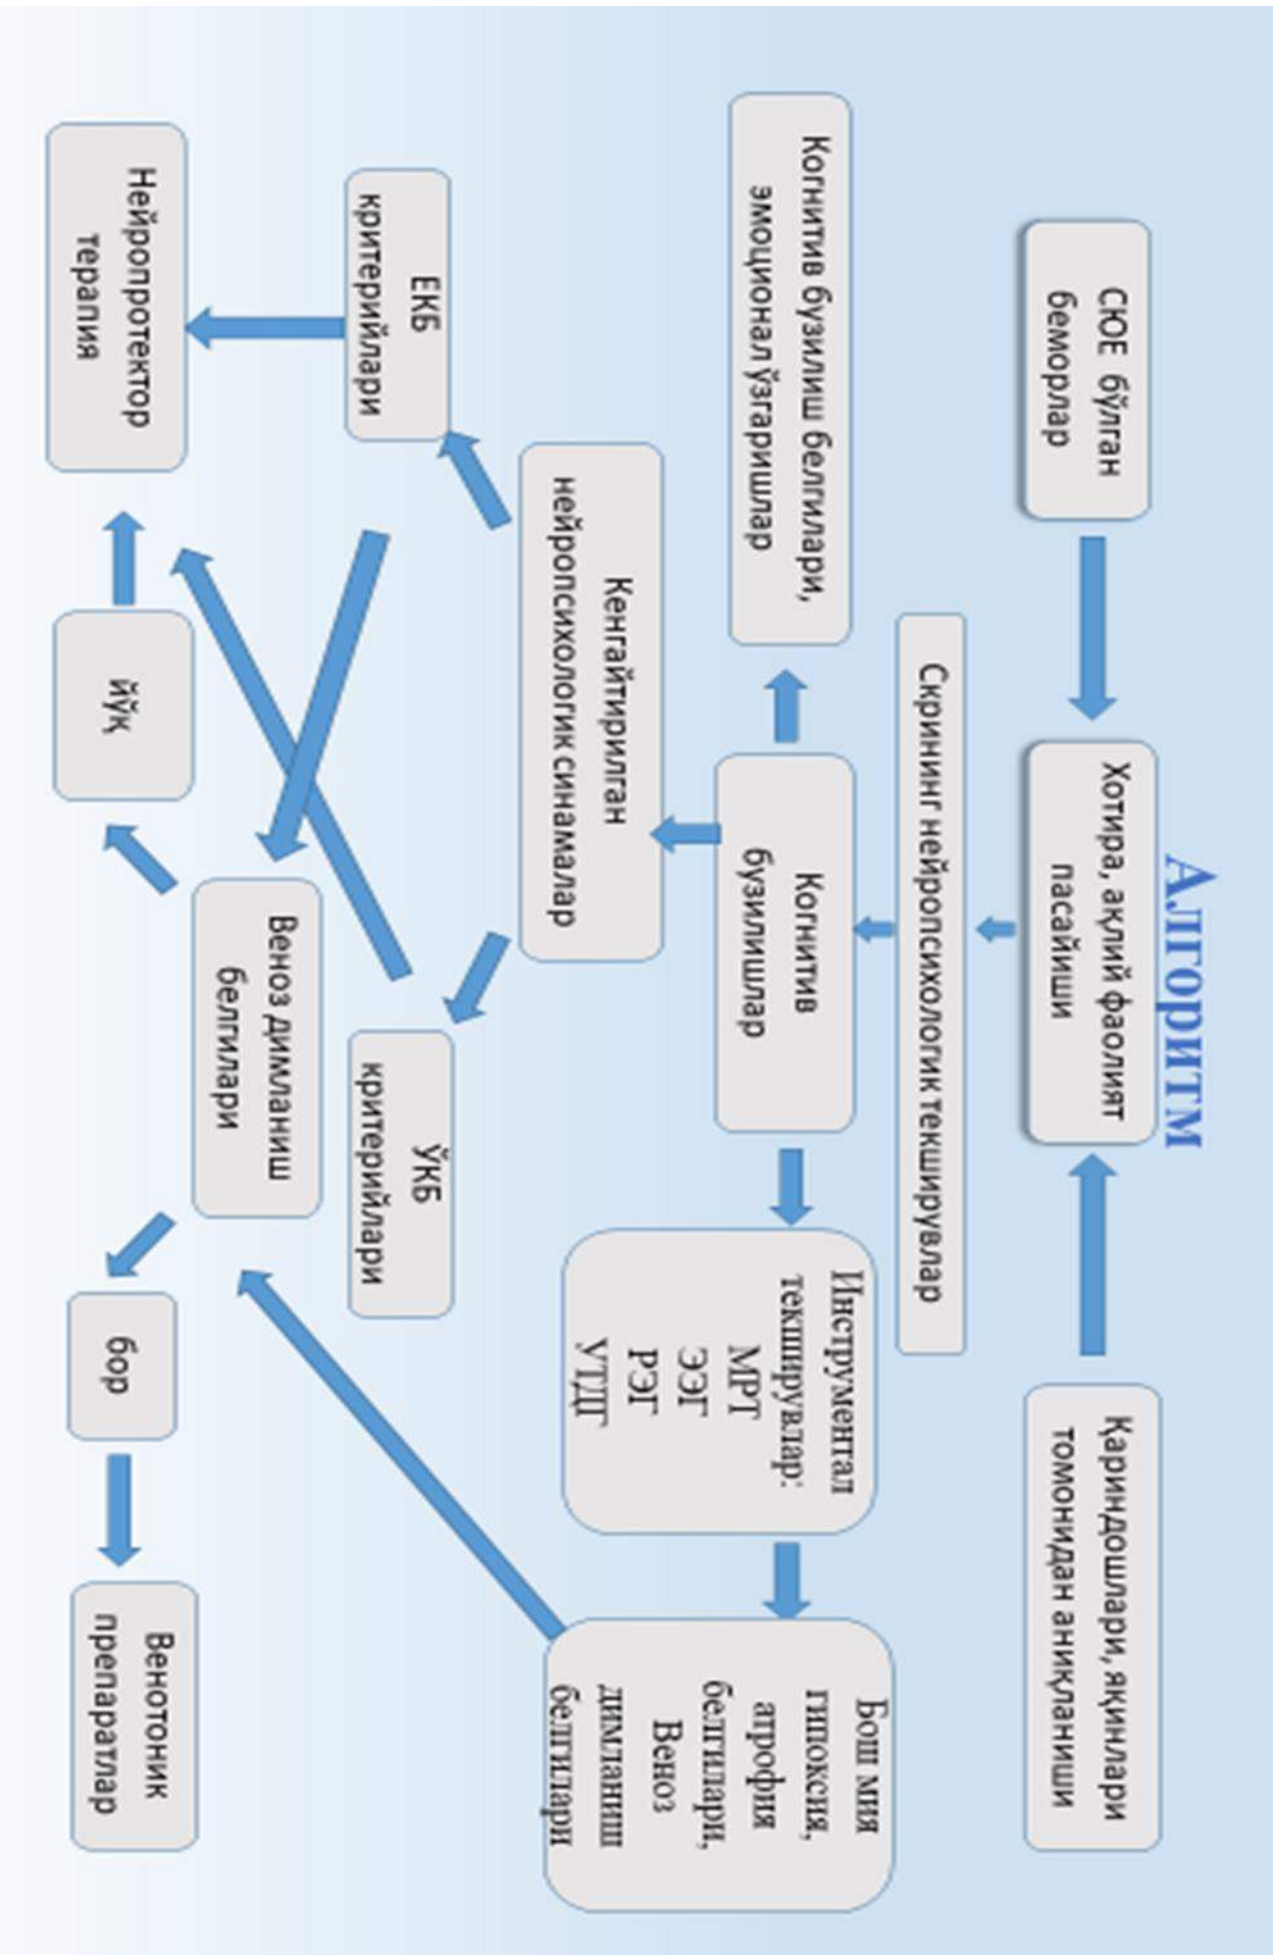 Алгоритм
СЮЕ бўлган
беморлар
Хотира, ақлий фаолият
пасайиши
Қариндошлари, яқинлари
томонидан аниқланиши
Скрининг нейропсихологик текширувлар
Когнитив бузилиш белгилари,
эмоционал ўзгаришлар
Когнитив
бузилишлар
Инструментал
текширувлар:
МРТ
ЭЭГ
РЭГ
УТДГ
Бош мия
гипоксия,
атрофия
белгилари,
Веноз
димланиш
белгилари
Кенгайтирилган
нейропсихологик синамалар
ЕКБ
критерийлари
ЎКБ
критерийлари
Веноз димланиш
белгилари
Нейропротектор
терапия
йўқ
бор
Венотоник
препаратлар